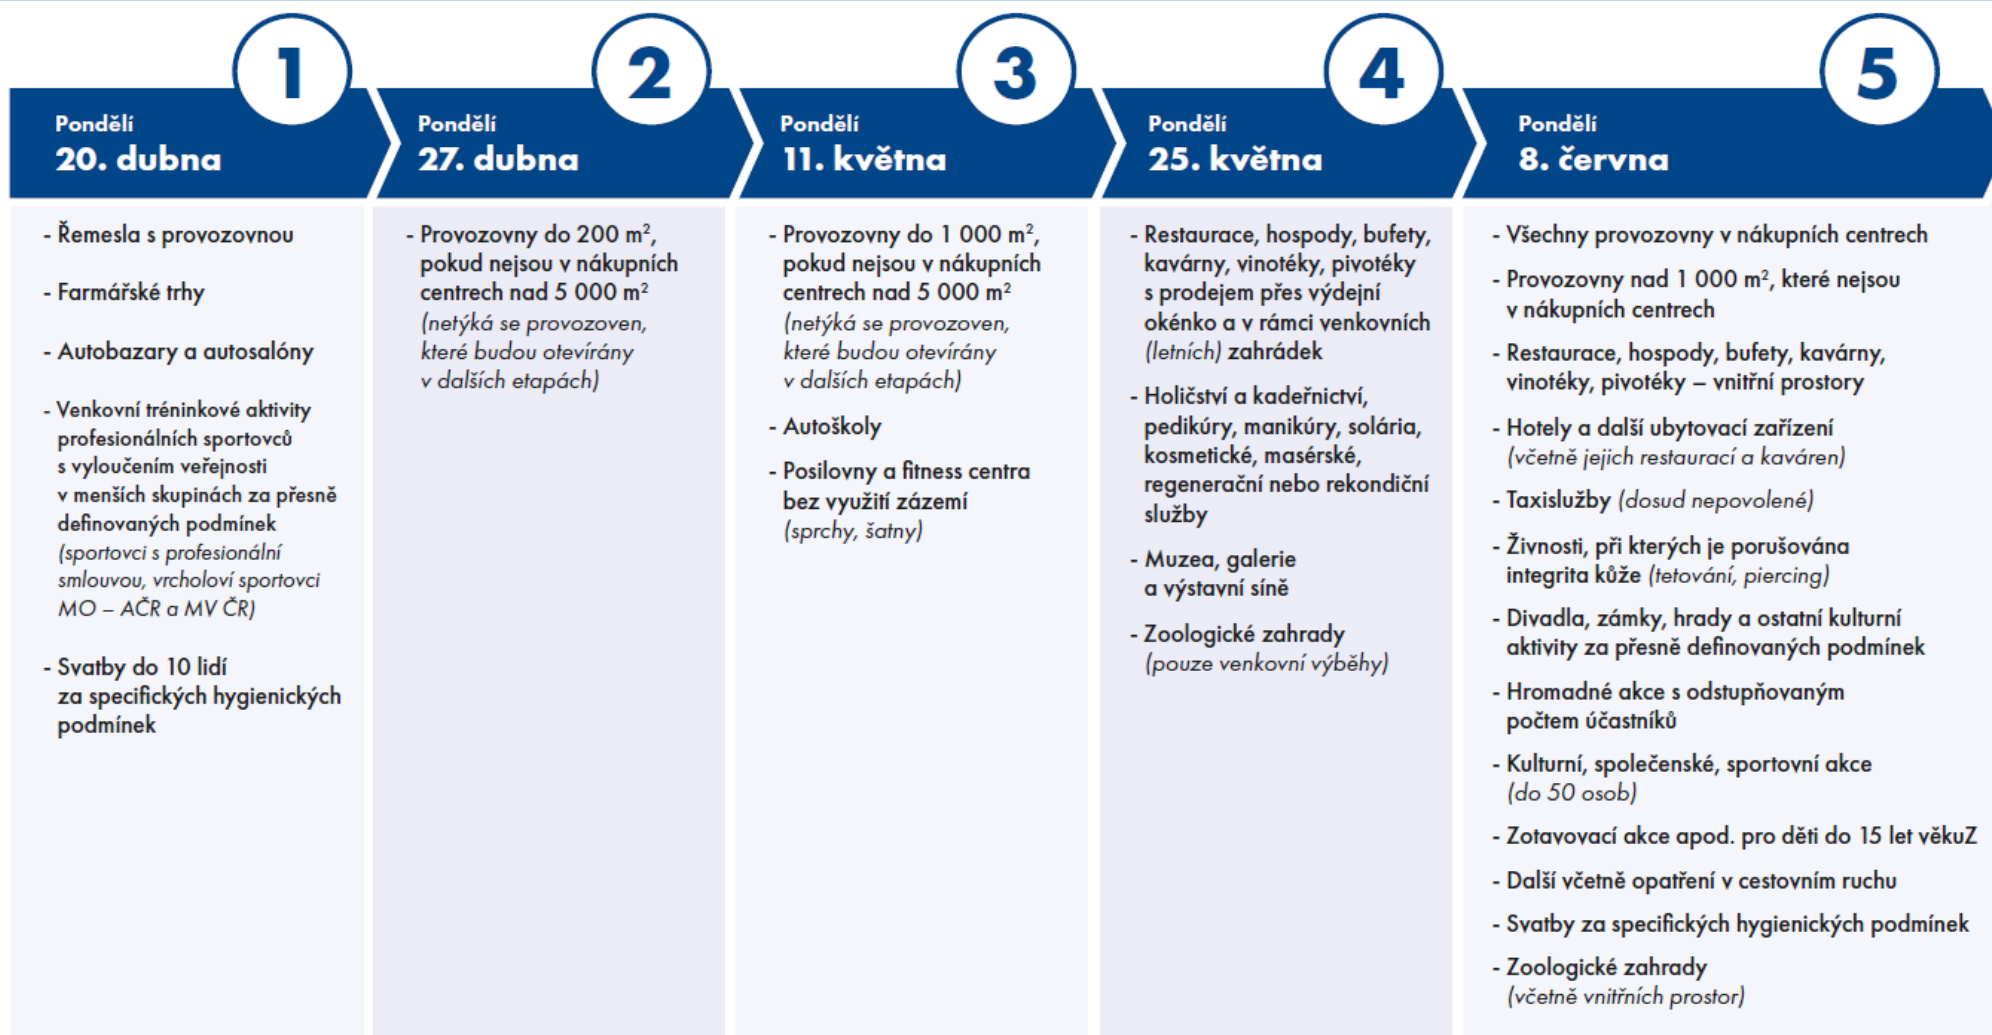 1
Pondělí
20. dubna
- Řemesla s provozovnou
- Farmářské trhy
- Autobazary a autosalóny
- Venkovní tréninkové aktivity
profesionálních sportovců
s vyloučením veřejnosti
v menších skupinách za přesně
definovaných podmínek
(sportovci s profesionální
smlouvou, vrcholoví sportovci
MO – AČR a MV ČR)
- Svatby do 10 lidí
za specifických hygienických
podmínek
2
Pondělí
27. dubna
- Provozovny do 200 m²,
pokud nejsou v nákupních
centrech nad 5 000 m²
(netýká se provozoven,
které budou otevírány
v dalších etapách)
3
Pondělí
11. května
- Provozovny do 1 000 m²,
pokud nejsou v nákupních
centrech nad 5 000 m²
(netýká se provozoven,
které budou otevírány
v dalších etapách)
- Autoškoly
- Posilovny a fitness centra
bez využití zázemí
(sprchy, šatny)
4
Pondělí
25. května
- Restaurace, hospody, bufety,
kavárny, vinotéky, pivotéky
s prodejem přes výdejní
okénko a v rámci venkovních
(letních) zahrádek
- Holičství a kadeřnictví,
pedikúry, manikúry, solária,
kosmetické, masérské,
regenerační nebo rekondiční
služby
- Muzea, galerie
a výstavní síně
- Zoologické zahrady
(pouze venkovní výběhy)
5
Pondělí
8. června
- Všechny provozovny v nákupních centrech
- Provozovny nad 1 000 m², které nejsou
v nákupních centrech
- Restaurace, hospody, bufety, kavárny,
vinotéky, pivotéky – vnitřní prostory
- Hotely a další ubytovací zařízení
(včetně jejich restaurací a kaváren)
- Taxislužby (dosud nepovolené)
- Živnosti, při kterých je porušována
integrita kůže (tetování, piercing)
- Divadla, zámky, hrady a ostatní kulturní
aktivity za přesně definovaných podmínek
- Hromadné akce s odstupňovaným
počtem účastníků
- Kulturní, společenské, sportovní akce
(do 50 osob)
- Zotavovací akce apod. pro děti do 15 let věkuZ
- Další včetně opatření v cestovním ruchu
- Svatby za specifických hygienických podmínek
- Zoologické zahrady
(včetně vnitřních prostor)